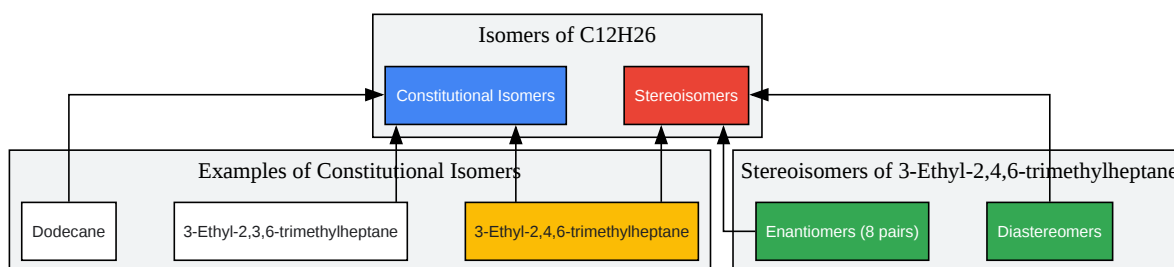 Isomers of C12H26
Constitutional Isomers
Stereoisomers
Examples of Constitutional Isomers
Stereoisomers of 3-Ethyl-2,4,6-trimethylheptane
Dodecane
3-Ethyl-2,3,6-trimethylheptane
3-Ethyl-2,4,6-trimethylheptane
Enantiomers (8 pairs)
Diastereomers